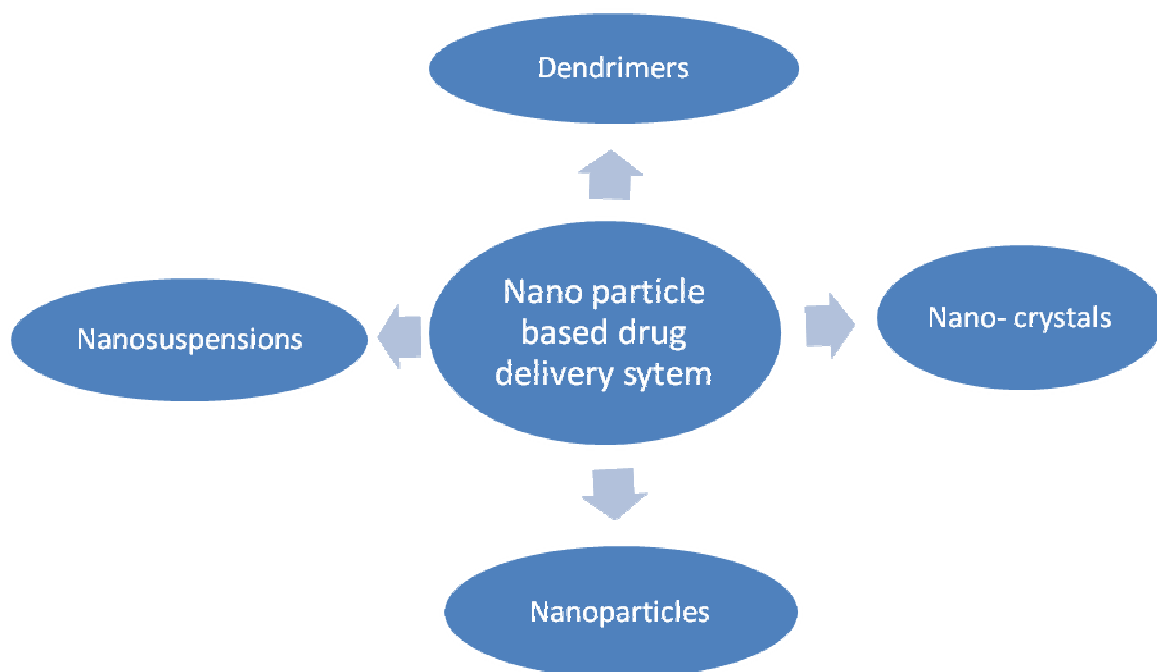 Dendrimers
Nano particle
based drug
delivery sytem
Nanosuspensions
Nano- crystals
Nanoparticles